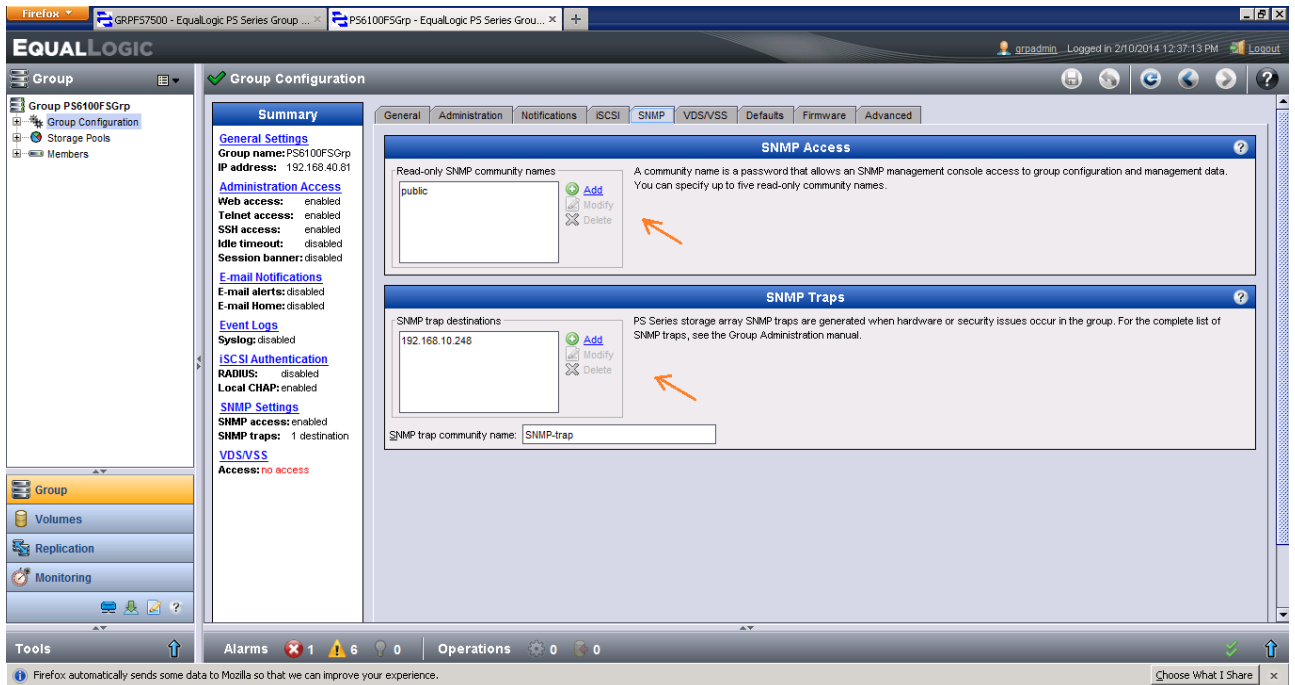 Firefox
GRPFS7500 - EqualLogic PS Series Group ... ×
PS6100FSGrp - EqualLogic PS Series Grou... ×
+
EQUALLOGIC
grpadmin Logged in 2/10/2014 12:37:13 PM Logout
Group
Group Configuration
Group PS6100FSGrp
Group Configuration
Storage Pools
Members
Group
Volumes
Replication
Monitoring
Summary
General Settings
Group name: PS6100FSGrp
IP address: 192.168.40.81
Administration Access
Web access: enabled
Telnet access: enabled
SSH access: enabled
Idle timeout: disabled
Session banner: disabled
E-mail Notifications
E-mail alerts: disabled
E-mail Home: disabled
Event Logs
Syslog: disabled
iSCSI Authentication
RADIUS: disabled
Local CHAP: enabled
SNMP Settings
SNMP access: enabled
SNMP traps: 1 destination
VDS/VSS
Access: no access
General Administration Notifications iSCSI SNMP VDS/VSS Defaults Firmware Advanced
SNMP Access
Read-only SNMP community names
public
Add
Modify
Delete
A community name is a password that allows an SNMP management console access to group configuration and management data.
You can specify up to five read-only community names.
SNMP Traps
SNMP trap destinations
192.168.10.248
Add
Modify
Delete
PS Series storage array SNMP traps are generated when hardware or security issues occur in the group. For the complete list of
SNMP traps, see the Group Administration manual.
SNMP trap community name: SNMP-trap
Tools
Alarms 1 6 0 Operations 0 0
Firefox automatically sends some data to Mozilla so that we can improve your experience.
Choose What I Share ×